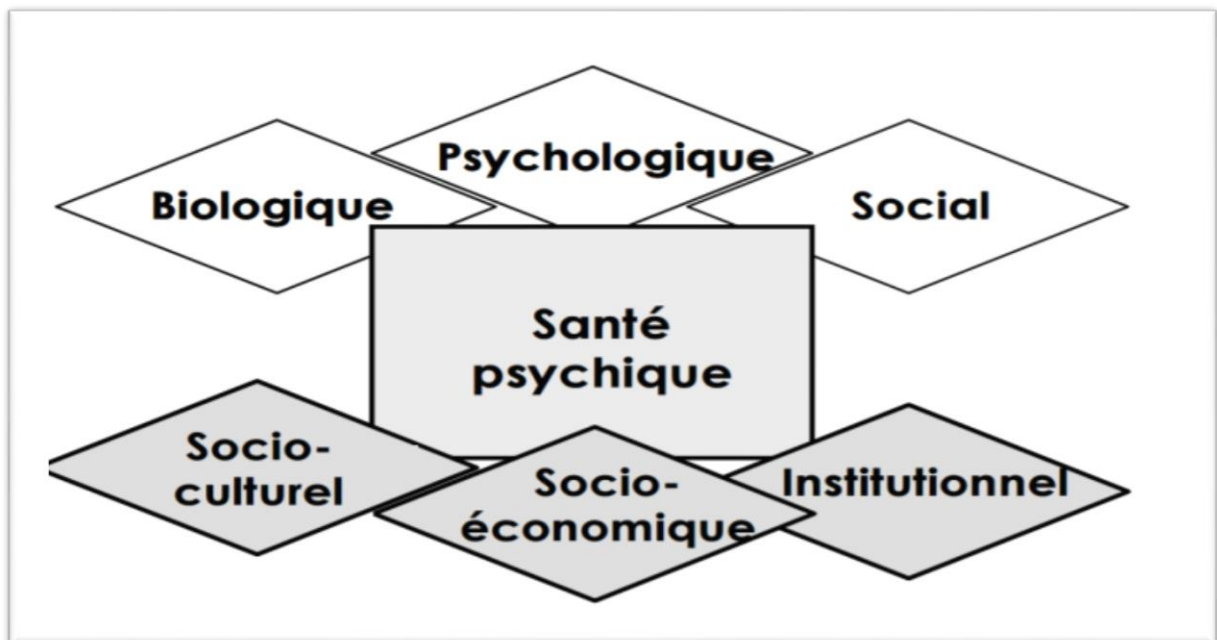 Psychologique
Biologique
Social
Santé
psychique
Socio-
culturel
Socio-
économique
Institutionnel